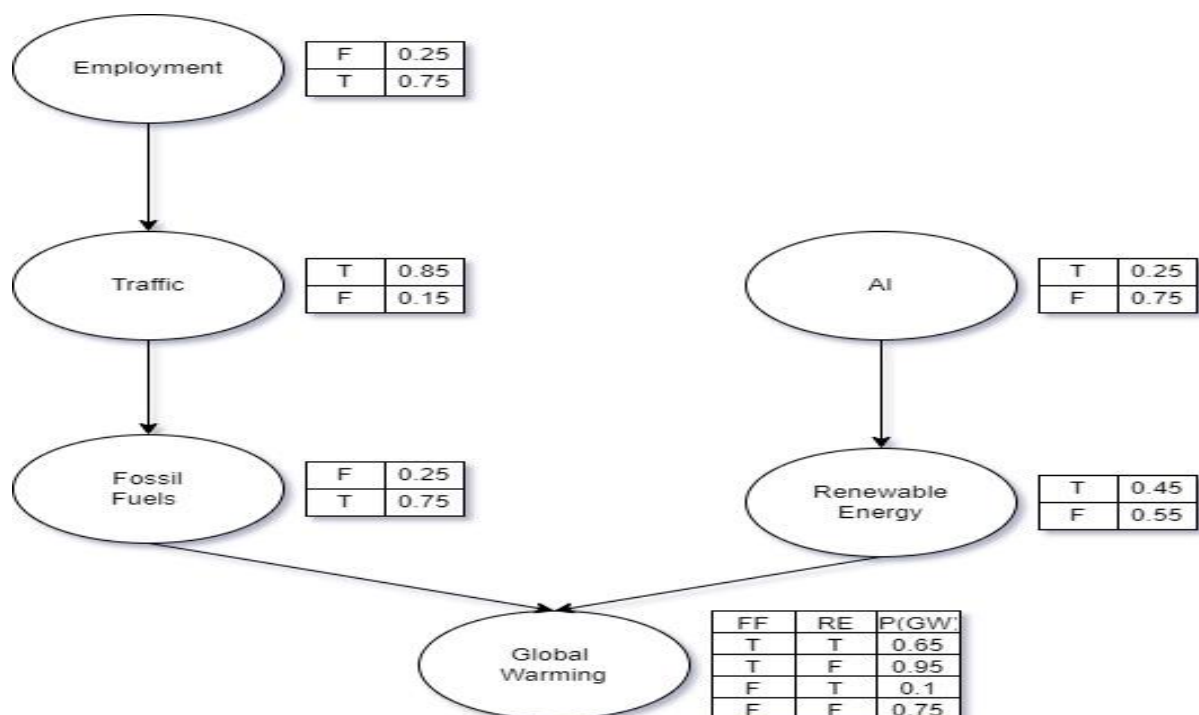 Employment
F 0.25
T 0.75
Traffic
T 0.85
F 0.15
AI
T 0.25
F 0.75
Fossil
Fuels
F 0.25
T 0.75
Renewable
Energy
T 0.45
F 0.55
Global
Warming
FF RE P(GW)
T T 0.65
T F 0.95
F T 0.1
F F 0.75